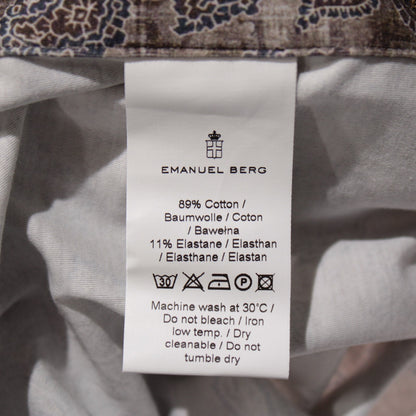 EMANUEL BERG
89% Cotton /
Baumwolle / Coton
/ Bawełna
11% Elastane / Elasthan
/ Elasthane / Elastan
30 P
Machine wash at 30°C /
Do not bleach / Iron
low temp. / Dry
cleanable / Do not
tumble dry